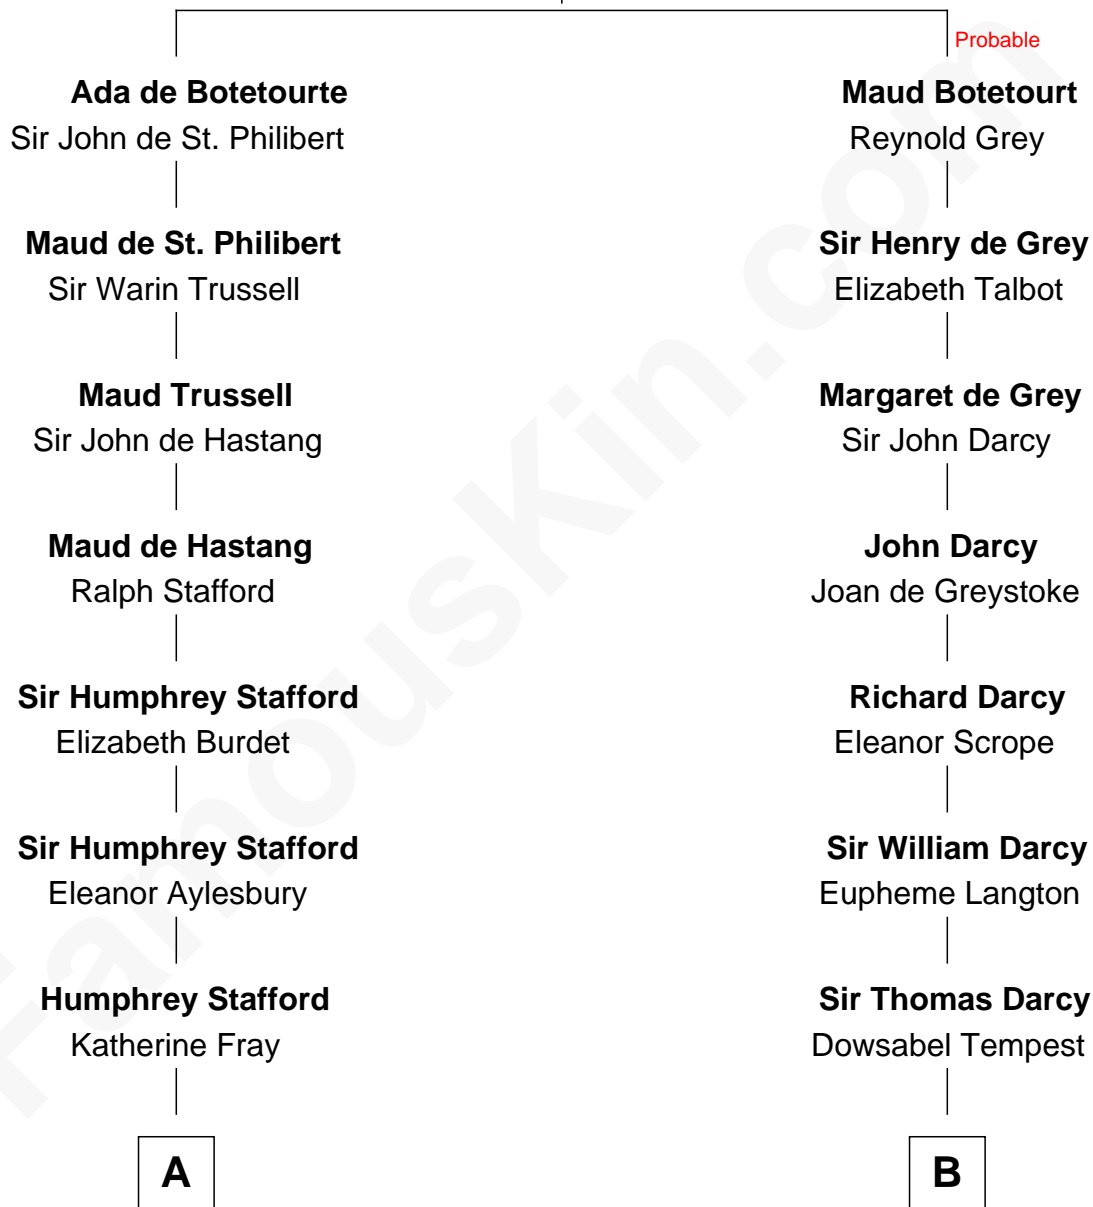 Probable
Ada de Botetourte
Sir John de St. Philibert
Maud Botetourt
Reynold Grey
Maud de St. Philibert
Sir Warin Trussell
Sir Henry de Grey
Elizabeth Talbot
Maud Trussell
Sir John de Hastang
Margaret de Grey
Sir John Darcy
Maud de Hastang
Ralph Stafford
John Darcy
Joan de Greystoke
Sir Humphrey Stafford
Elizabeth Burdet
Richard Darcy
Eleanor Scrope
Sir Humphrey Stafford
Eleanor Aylesbury
Sir William Darcy
Eupheme Langton
Humphrey Stafford
Katherine Fray
Sir Thomas Darcy
Dowsabel Tempest
A
B
FamousKin.com